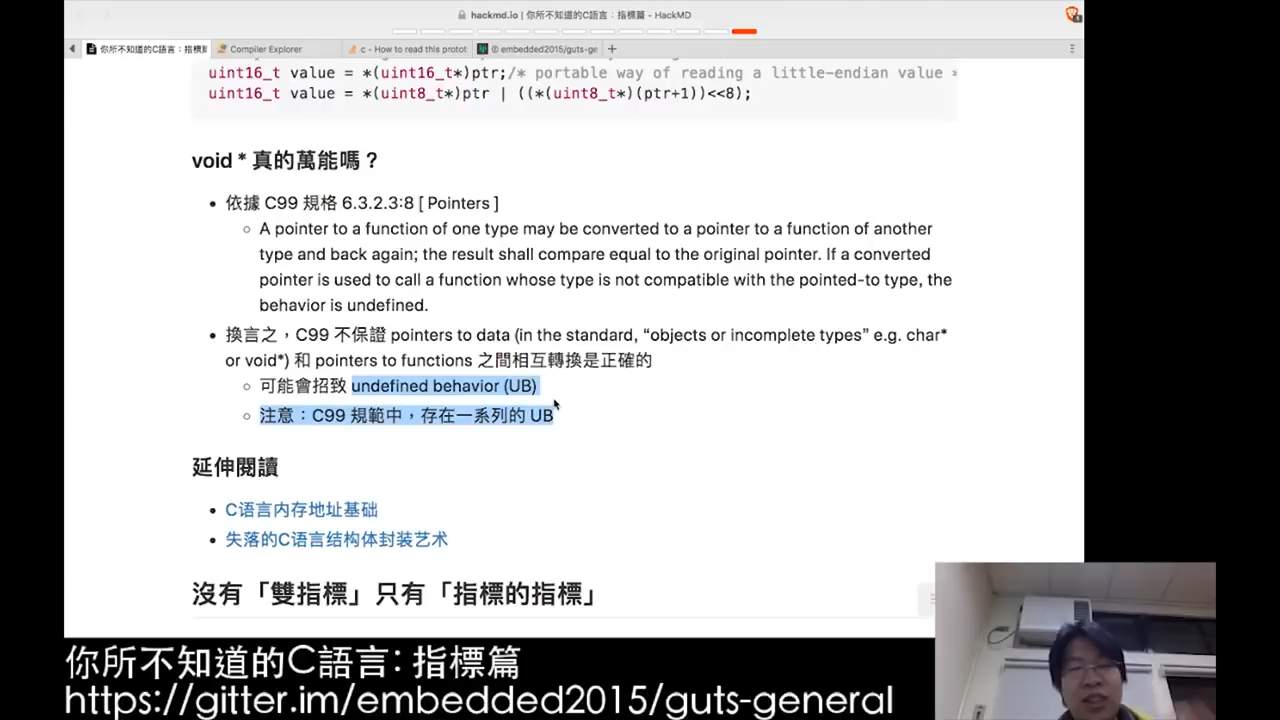 hackmd.io | 你所不知道的C語言：指標篇 - HackMD
你所不知道的C語言：指標
Compiler Explorer
c - How to read this protot
embedded2015/guts-ge
uint16_t value = *(uint16_t*)ptr;/* portable way of reading a little-endian value *
uint16_t value = *(uint8_t*)ptr | ((*(uint8_t*)(ptr+1))<<8);
void * 真的萬能嗎？
依據 C99 規格 6.3.2.3:8 [ Pointers ]
A pointer to a function of one type may be converted to a pointer to a function of another
type and back again; the result shall compare equal to the original pointer. If a converted
pointer is used to call a function whose type is not compatible with the pointed-to type, the
behavior is undefined.
換言之，C99 不保證 pointers to data (in the standard, “objects or incomplete types” e.g. char*
or void*) 和 pointers to functions 之間相互轉換是正確的
可能會招致 undefined behavior (UB)
注意：C99 規範中，存在一系列的 UB
延伸閱讀
C语言内存地址基础
失落的C语言结构体封装艺术
沒有「雙指標」只有「指標的指標」
你所不知道的C語言: 指標篇
https://gitter.im/embedded2015/guts-general